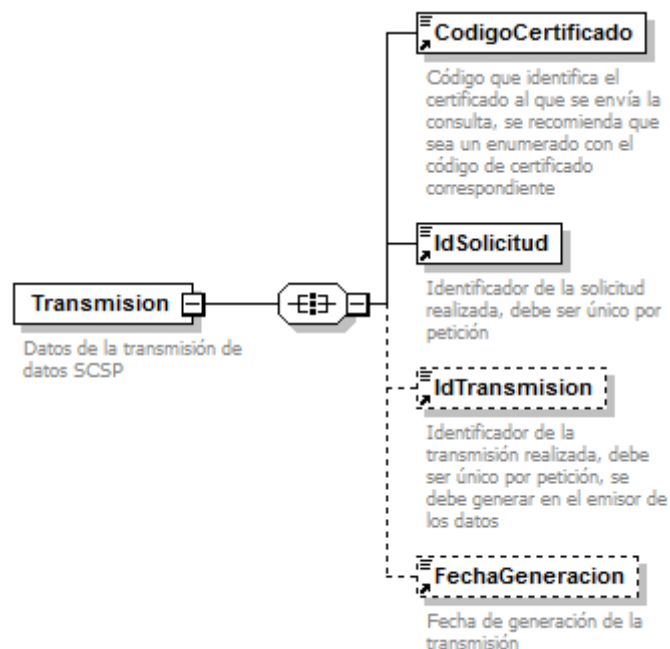 CodigoCertificado
Código que identifica el
certificado al que se envía la
consulta, se recomienda que
sea un enumerado con el
código de certificado
correspondiente
IdSolicitud
Identificador de la solicitud
realizada, debe ser único por
petición
Transmision
Datos de la transmisión de
datos SCSP
IdTransmision
Identificador de la
transmisión realizada, debe
ser único por petición, se
debe generar en el emisor de
los datos
FechaGeneracion
Fecha de generación de la
transmisión